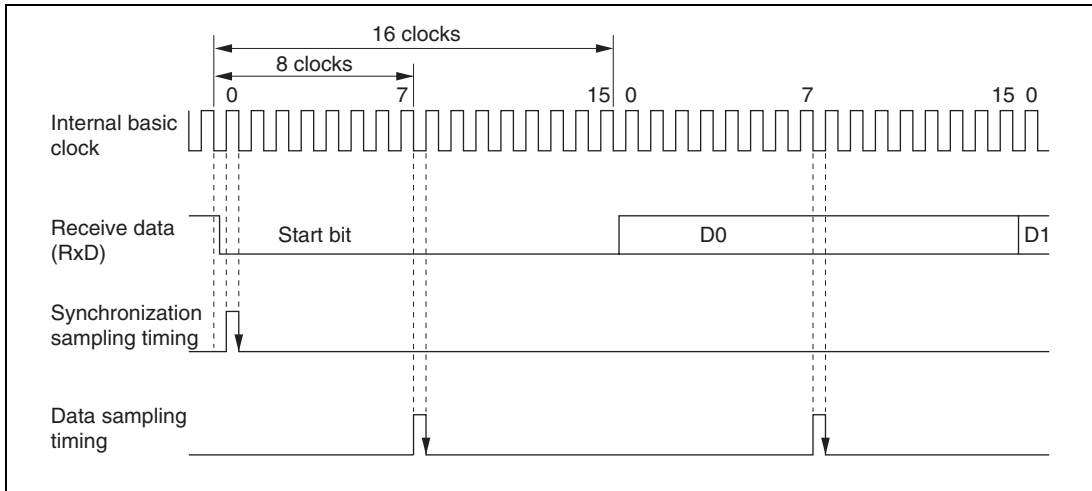 16 clocks
8 clocks
0 7 15 0 7 15 0
Internal basic
clock
Receive data
(RxD)
Start bit D0 D1
Synchronization
sampling timing
Data sampling
timing